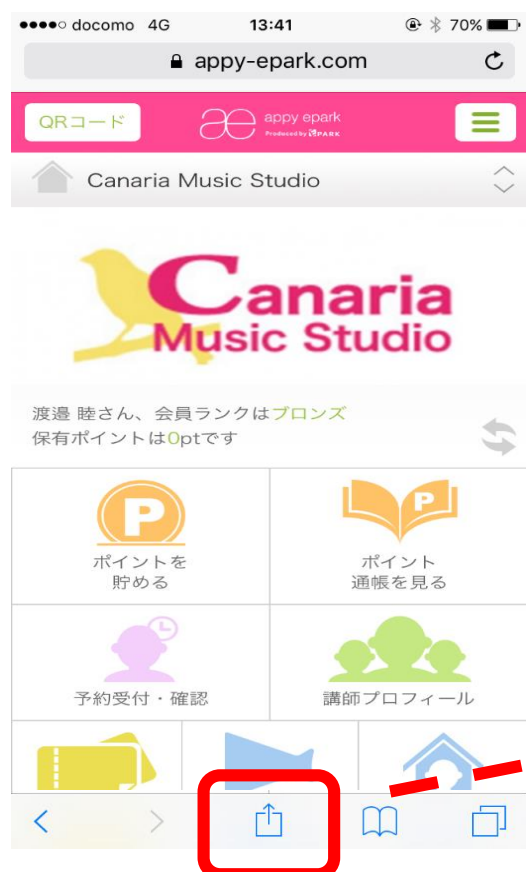 docomo 4G 13:41 70%
appy-epark.com
QRコード
ae appy epark
Produced by EPARK
Canaria Music Studio
Canaria
Music Studio
渡邉 睦さん、会員ランクはブロンズ
保有ポイントは0ptです
P
ポイントを
貯める
P
ポイント
通帳を見る
予約受付・確認
講師プロフィール